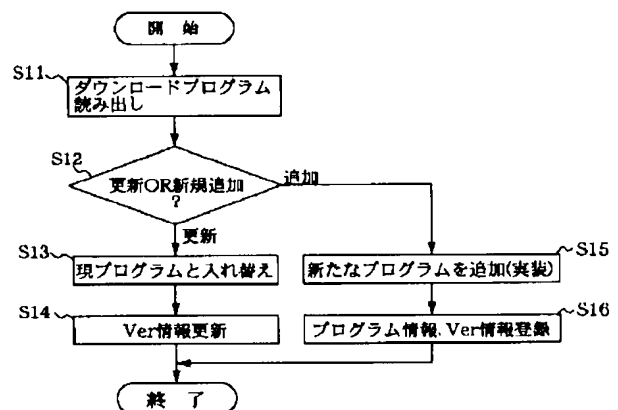 開 始
S11
ダウンロードプログラム
読み出し
S12
更新OR新規追加
?
追加
更新
S13
現プログラムと入れ替え
S15
新たなプログラムを追加(実装)
S14
Ver情報更新
S16
プログラム情報、Ver情報登録
終 了